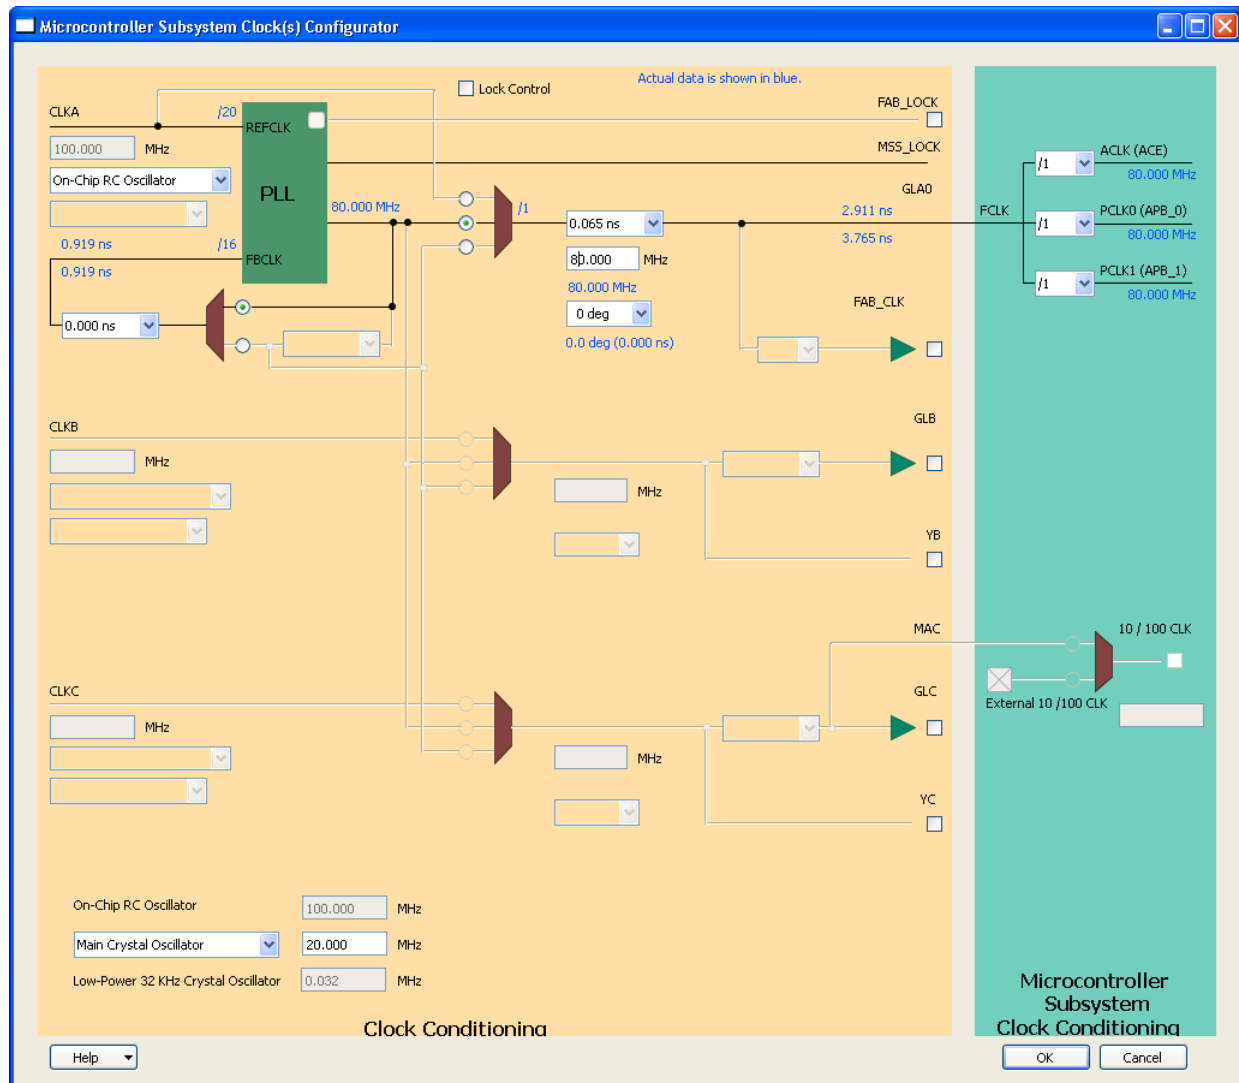 Microcontroller Subsystem Clock(s) Configurator
Actual data is shown in blue.
Lock Control
CLKA
/20
REFCLK
FAB_LOCK
100.000 MHz
MSS_LOCK
On-Chip RC Oscillator
PLL
80.000 MHz
/1
0.065 ns
GLA0
2.911 ns
3.765 ns
0.919 ns
/16
FBCLK
0.919 ns
80.000 MHz
80.000 MHz
0.000 ns
0 deg
0.0 deg (0.000 ns)
FAB_CLK
FCLK
/1
ACLK (ACE)
80.000 MHz
/1
PCLK0 (APB_0)
80.000 MHz
/1
PCLK1 (APB_1)
80.000 MHz
CLKB
GLB
MHz
MHz
YB
MAC
10 / 100 CLK
CLKC
GLC
External 10 /100 CLK
MHz
MHz
YC
On-Chip RC Oscillator
100.000 MHz
Main Crystal Oscillator
20.000 MHz
Low-Power 32 KHz Crystal Oscillator
0.032 MHz
Clock Conditioning
Microcontroller
Subsystem
Clock Conditioning
Help
OK
Cancel